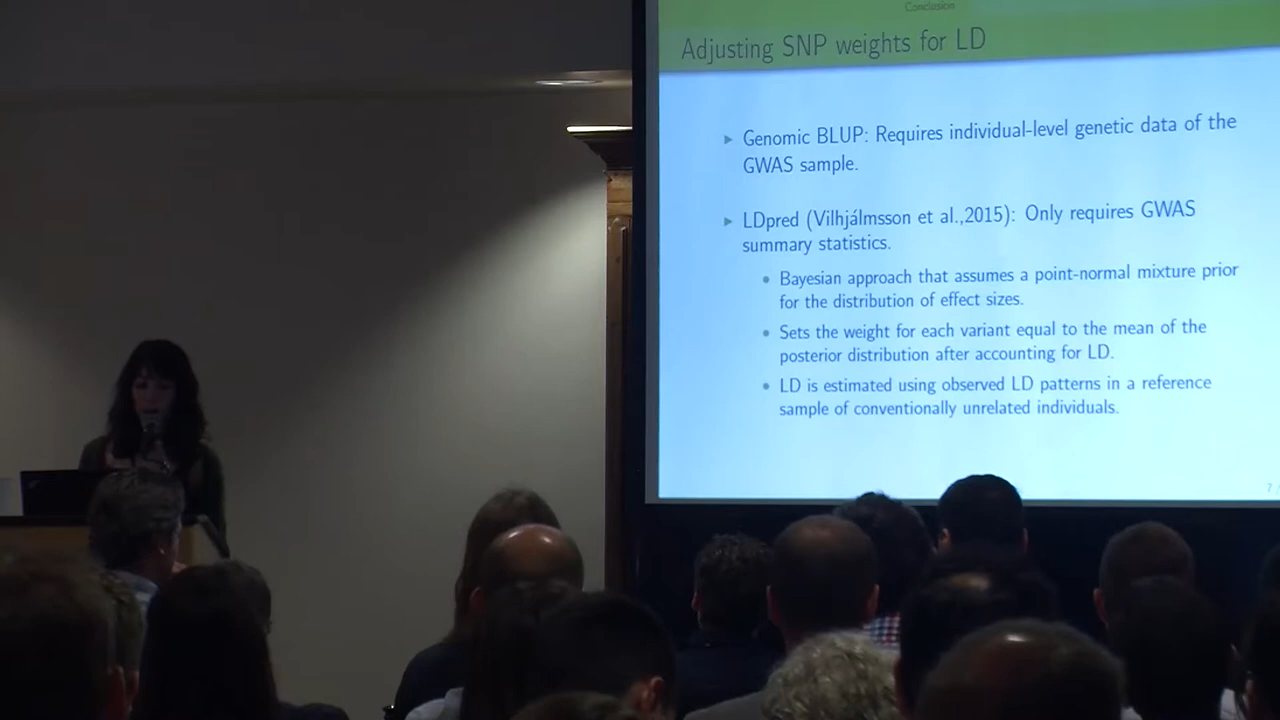 Conclusion
Adjusting SNP weights for LD
Genomic BLUP: Requires individual-level genetic data of the
GWAS sample.
LDpred (Vilhjálmsson et al.,2015): Only requires GWAS
summary statistics.
Bayesian approach that assumes a point-normal mixture prior
for the distribution of effect sizes.
Sets the weight for each variant equal to the mean of the
posterior distribution after accounting for LD.
LD is estimated using observed LD patterns in a reference
sample of conventionally unrelated individuals.
7 /